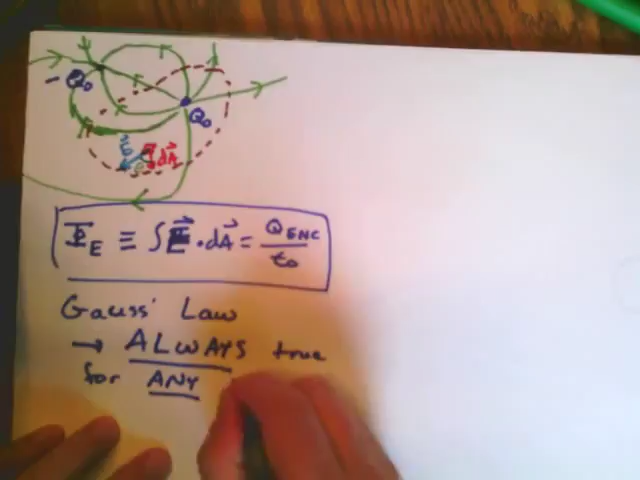 - Q₀
Q₀
E dA
Φ_E ≡ ∫ E⃗ · dA⃗ = Q_ENC / ε₀
Gauss' Law
→ ALWAYS true
for ANY